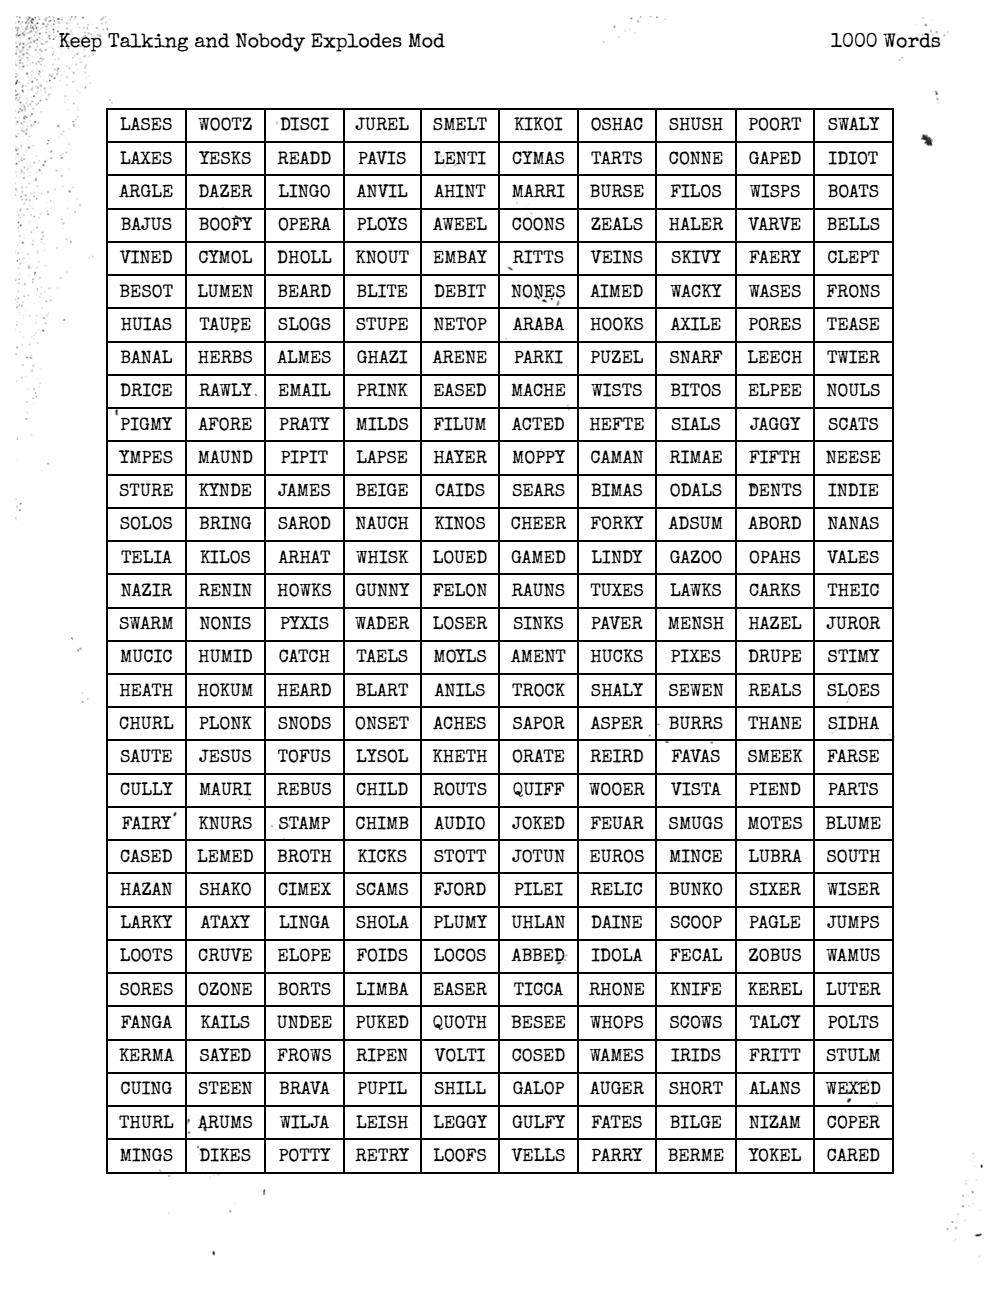 Keep Talking and Nobody Explodes Mod 1000 Words
LASES WOOTZ DISCI JUREL SMELT KIKOI OSHAC SHUSH POORT SWALY
LAXES YESKS READD PAVIS LENTI CYMAS TARTS CONNE GAPED IDIOT
ARGLE DAZER LINGO ANVIL AHINT MARRI BURSE FILOS WISPS BOATS
BAJUS BOOFY OPERA PLOYS AWEEL COONS ZEALS HALER VARVE BELLS
VINED CYMOL DHOLL KNOUT EMBAY RITTS VEINS SKIVY FAERY CLEPT
BESOT LUMEN BEARD BLITE DEBIT NONES AIMED WACKY WASES FRONS
HUIAS TAUPE SLOGS STUPE NETOP ARABA HOOKS AXILE PORES TEASE
BANAL HERBS ALMES GHAZI ARENE PARKI PUZEL SNARF LEECH TWIER
DRICE RAWLY EMAIL PRINK EASED MACHE WISTS BITOS ELPEE NOULS
PIGMY AFORE PRATY MILDS FILUM ACTED HEFTE SIALS JAGGY SCATS
YMPES MAUND PIPIT LAPSE HAYER MOPPY CAMAN RIMAE FIFTH NEESE
STURE KYNDE JAMES BEIGE CAIDS SEARS BIMAS ODALS DENTS INDIE
SOLOS BRING SAROD NAUCH KINOS CHEER FORKY ADSUM ABORD NANAS
TELIA KILOS ARHAT WHISK LOUED GAMED LINDY GAZOO OPAHS VALES
NAZIR RENIN HOWKS GUNNY FELON RAUNS TUXES LAWKS CARKS THEIC
SWARM NONIS PYXIS WADER LOSER SINKS PAVER MENSH HAZEL JUROR
MUCIC HUMID CATCH TAELS MOYLS AMENT HUCKS PIXES DRUPE STIMY
HEATH HOKUM HEARD BLART ANILS TROCK SHALY SEWEN REALS SLOES
CHURL PLONK SNODS ONSET ACHES SAPOR ASPER BURRS THANE SIDHA
SAUTE JESUS TOFUS LYSOL KHETH ORATE REIRD FAVAS SMEEK FARSE
CULLY MAURI REBUS CHILD ROUTS QUIFF WOOER VISTA PIEND PARTS
FAIRY KNURS STAMP CHIMB AUDIO JOKED FEUAR SMUGS MOTES BLUME
CASED LEMED BROTH KICKS STOTT JOTUN EUROS MINCE LUBRA SOUTH
HAZAN SHAKO CIMEX SCAMS FJORD PILEI RELIC BUNKO SIXER WISER
LARKY ATAXY LINGA SHOLA PLUMY UHLAN DAINE SCOOP PAGLE JUMPS
LOOTS CRUVE ELOPE FOIDS LOCOS ABBED IDOLA FECAL ZOBUS WAMUS
SORES OZONE BORTS LIMBA EASER TICCA RHONE KNIFE KEREL LUTER
FANGA KAILS UNDEE PUKED QUOTH BESEE WHOPS SCOWS TALCY POLTS
KERMA SAYED FROWS RIPEN VOLTI COSED WAMES IRIDS FRITT STULM
CUING STEEN BRAVA PUPIL SHILL GALOP AUGER SHORT ALANS WEXED
THURL ARUMS WILJA LEISH LEGGY GULFY FATES BILGE NIZAM COPER
MINGS DIKES POTTY RETRY LOOFS VELLS PARRY BERME YOKEL CARED